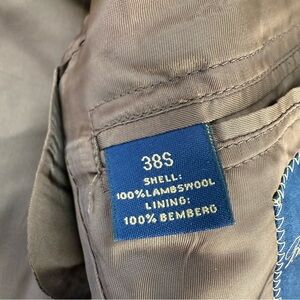 38S
SHELL:
100% LAMBSWOOL
LINING:
100% BEMBERG